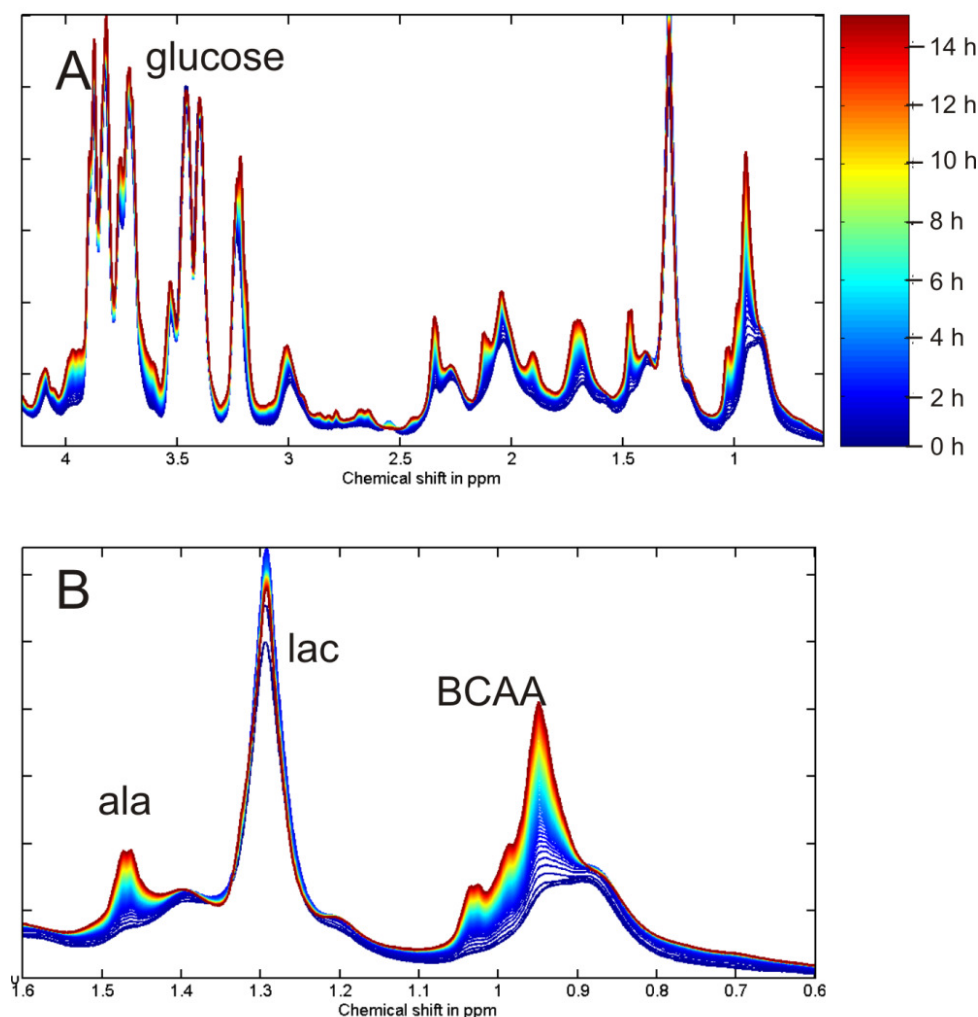 A
glucose
14 h
12 h
10 h
8 h
6 h
4 h
2 h
0 h
4 3.5 3 2.5 2 1.5 1
Chemical shift in ppm
B
lac
BCAA
ala
1.6 1.5 1.4 1.3 1.2 1.1 1 0.9 0.8 0.7 0.6
Chemical shift in ppm